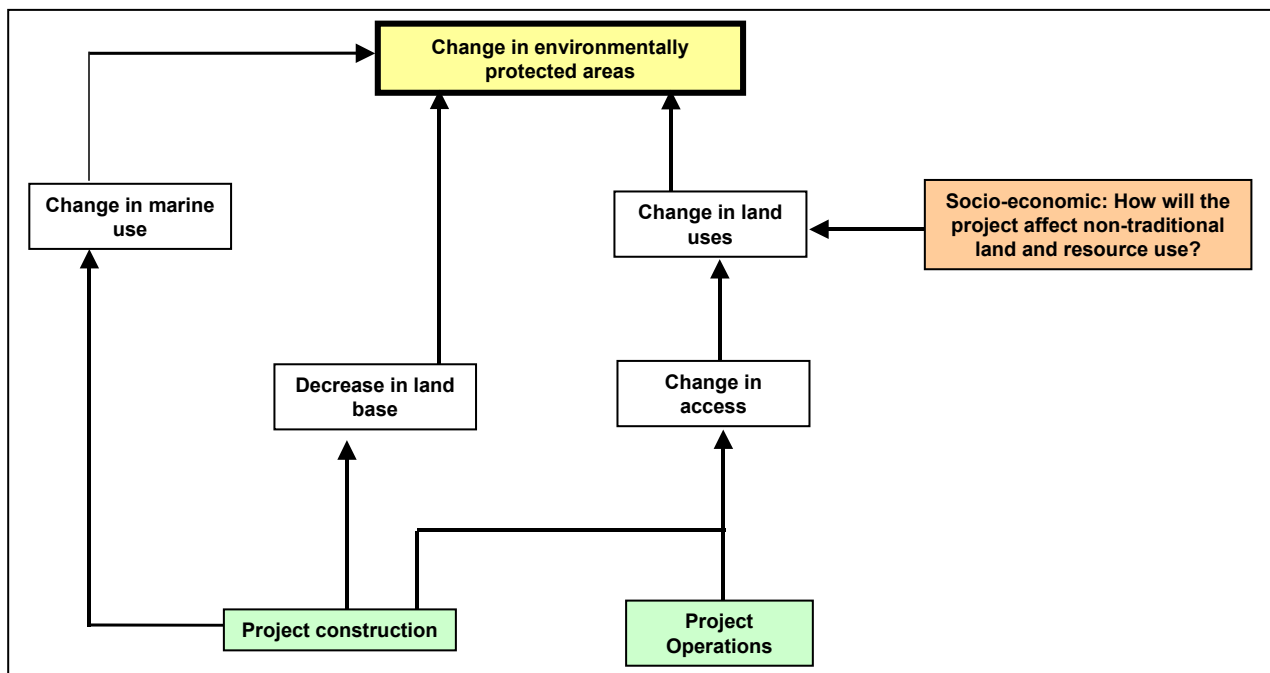 Change in environmentally
protected areas
Change in marine
use
Change in land
uses
Socio-economic: How will the
project affect non-traditional
land and resource use?
Decrease in land
base
Change in
access
Project construction
Project
Operations